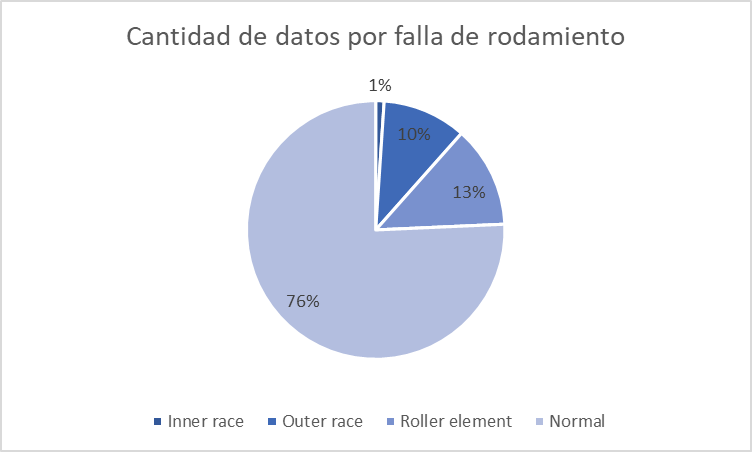 Cantidad de datos por falla de rodamiento
1%
10%
13%
76%
Inner race Outer race Roller element Normal